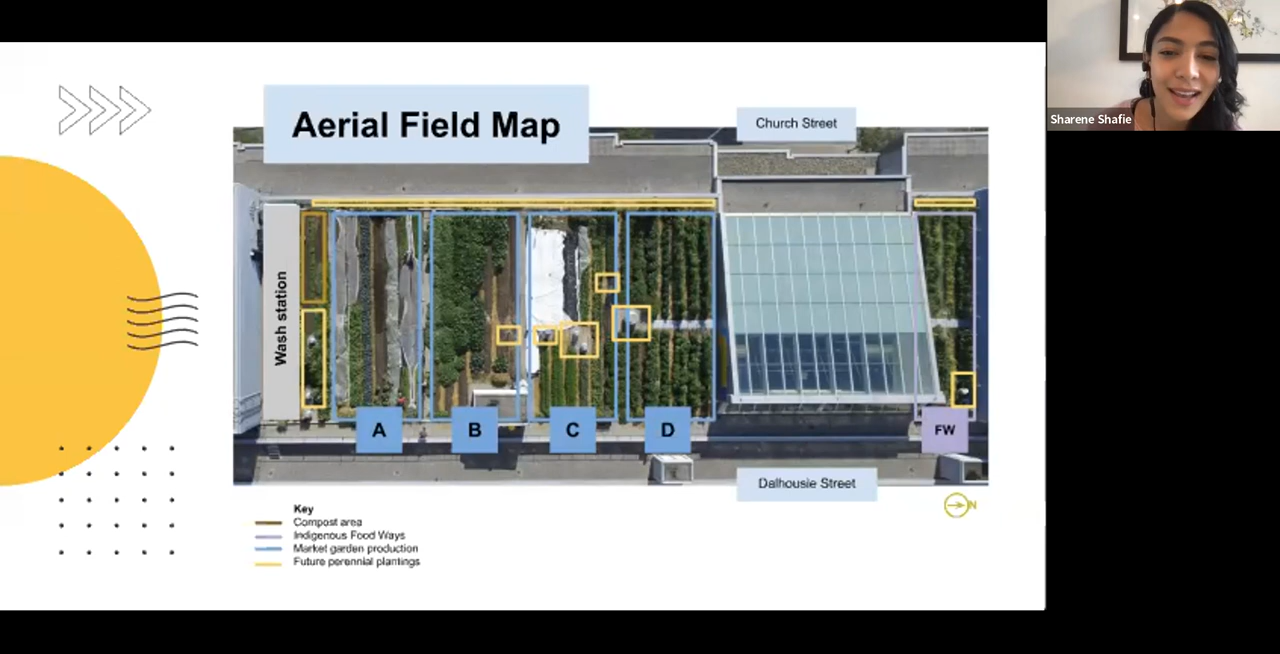 Sharene Shafie
Aerial Field Map
Church Street
Wash station
A
B
C
D
FW
Dalhousie Street
N
Key
Compost area
Indigenous Food Ways
Market garden production
Future perennial plantings